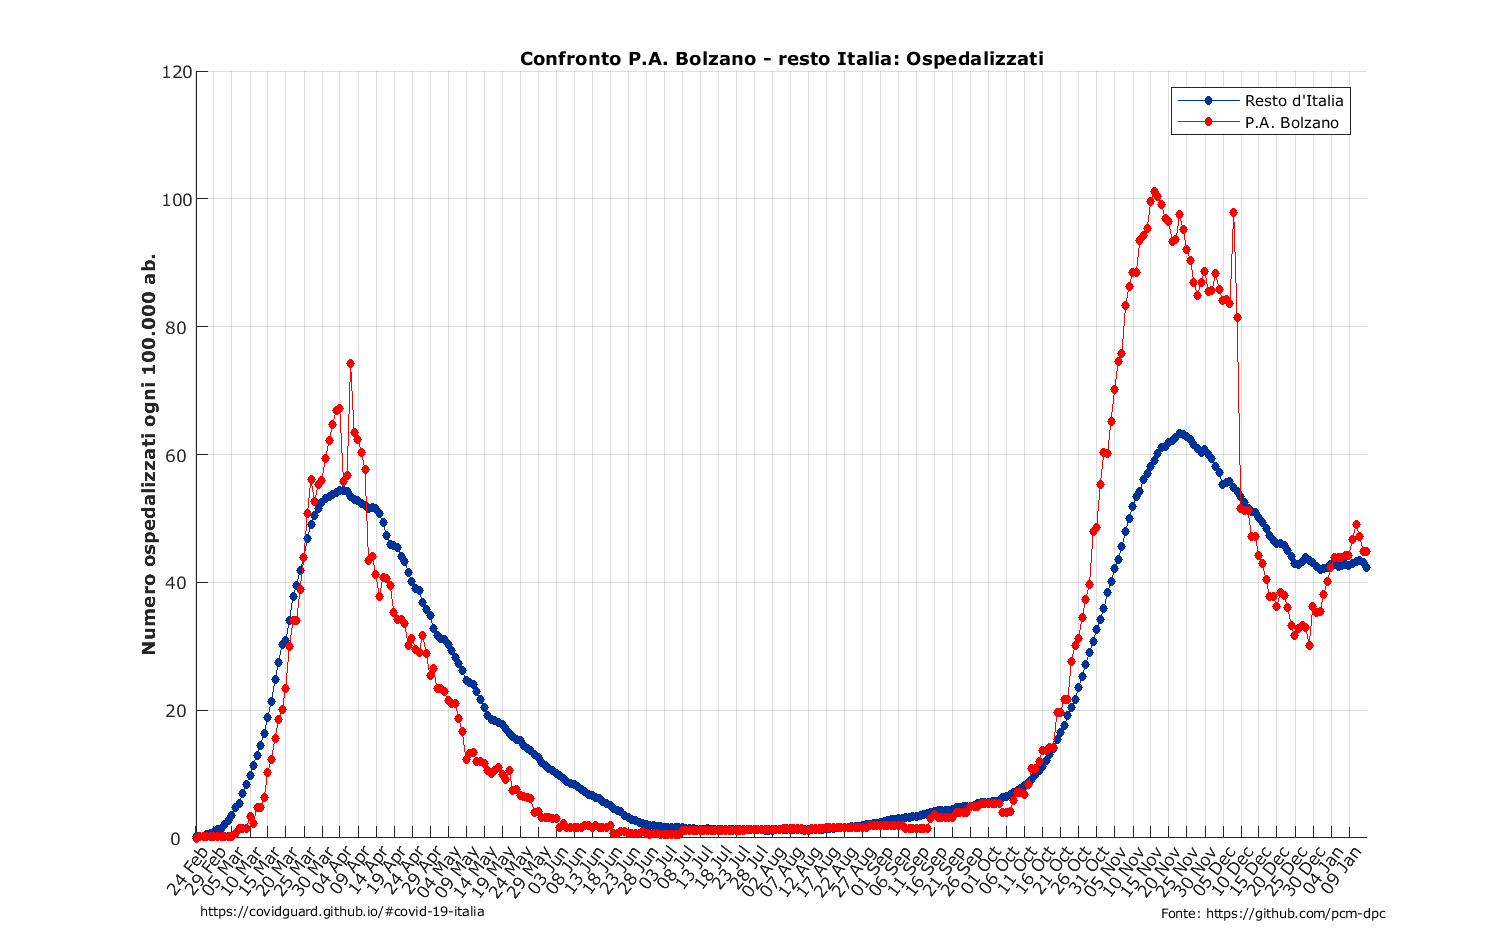 Confronto P.A. Bolzano - resto Italia: Ospedalizzati
Resto d'Italia
P.A. Bolzano
Numero ospedalizzati ogni 100.000 ab.
120
100
80
60
40
20
0
24 Feb
29 Feb
05 Mar
10 Mar
15 Mar
20 Mar
25 Mar
30 Mar
04 Apr
09 Apr
14 Apr
19 Apr
24 Apr
29 Apr
04 May
09 May
14 May
19 May
24 May
29 May
03 Jun
08 Jun
13 Jun
18 Jun
23 Jun
28 Jun
03 Jul
08 Jul
13 Jul
18 Jul
23 Jul
28 Jul
02 Aug
07 Aug
12 Aug
17 Aug
22 Aug
27 Aug
01 Sep
06 Sep
11 Sep
16 Sep
21 Sep
26 Sep
01 Oct
06 Oct
11 Oct
16 Oct
21 Oct
26 Oct
31 Oct
05 Nov
10 Nov
15 Nov
20 Nov
25 Nov
30 Nov
05 Dec
10 Dec
15 Dec
20 Dec
25 Dec
30 Dec
04 Jan
09 Jan
https://covidguard.github.io/#covid-19-italia
Fonte: https://github.com/pcm-dpc